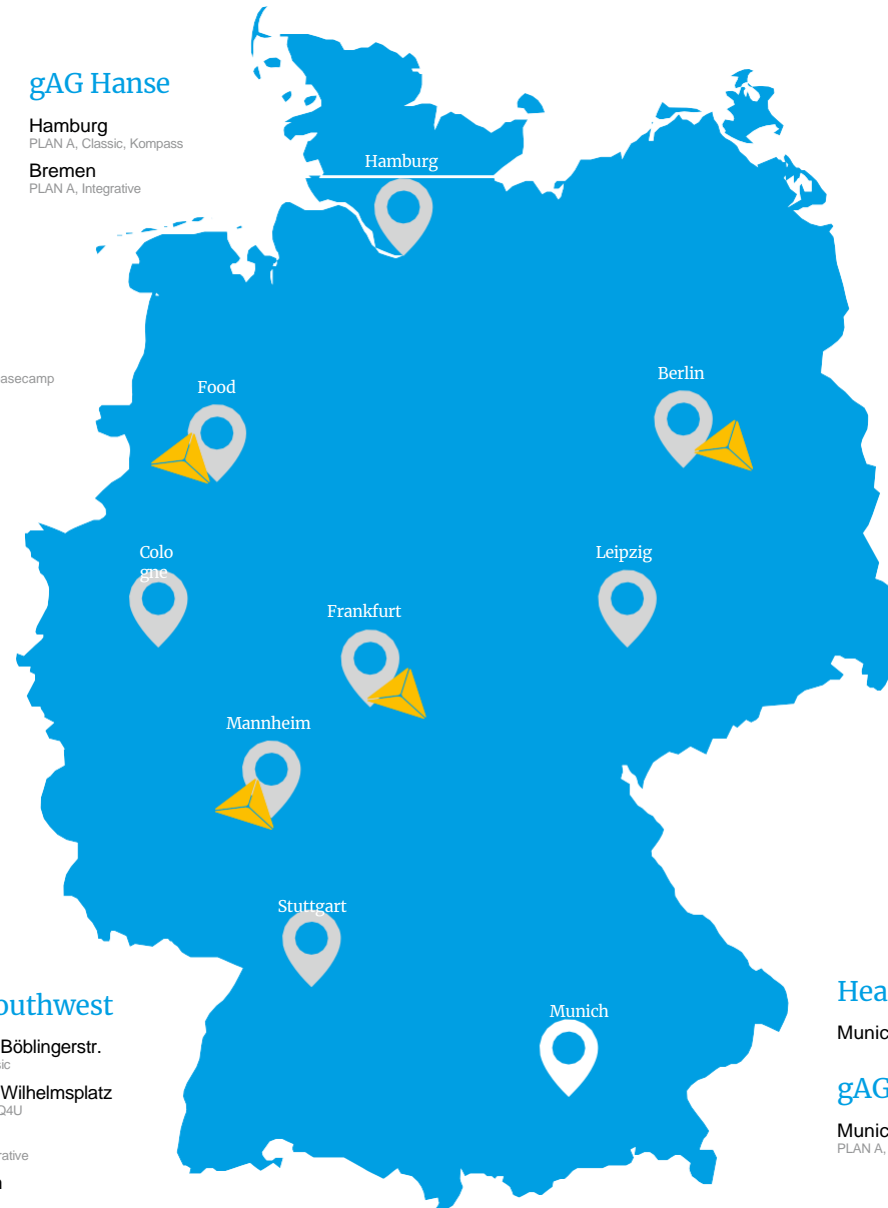 gAG Hanse
Hamburg
PLAN A, Classic, Kompass
Bremen
PLAN A, Integrative
Hamburg
asecamp
Food
Berlin
Colo
gne
Leipzig
Frankfurt
Mannheim
Stuttgart
Munich
outhwest
Böblingerstr.
sic
Wilhelmsplatz
Q4U
rative
n
Hea
Munic
gAG
Munic
PLAN A,